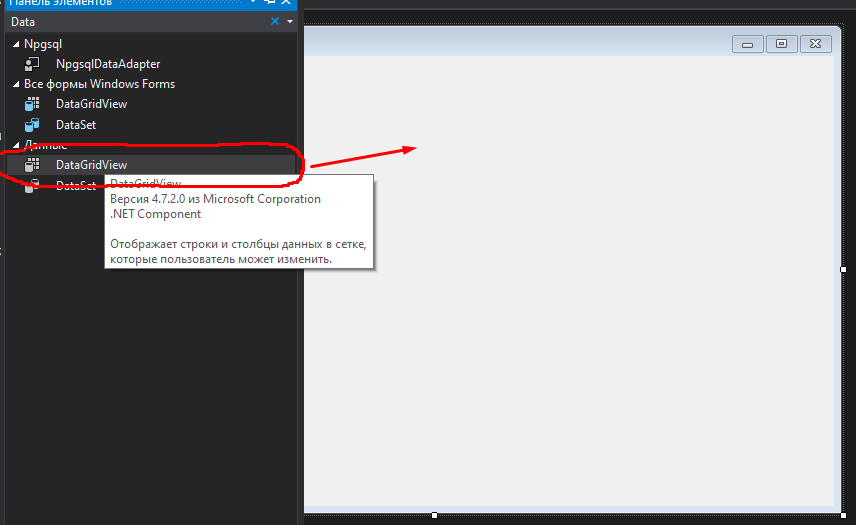 Панель элементов
Data
Npgsql
NpgsqlDataAdapter
Все формы Windows Forms
DataGridView
DataSet
Данные
DataGridView
DataSet
DataGridView
Версия 4.7.2.0 из Microsoft Corporation
.NET Component
Отображает строки и столбцы данных в сетке,
которые пользователь может изменить.